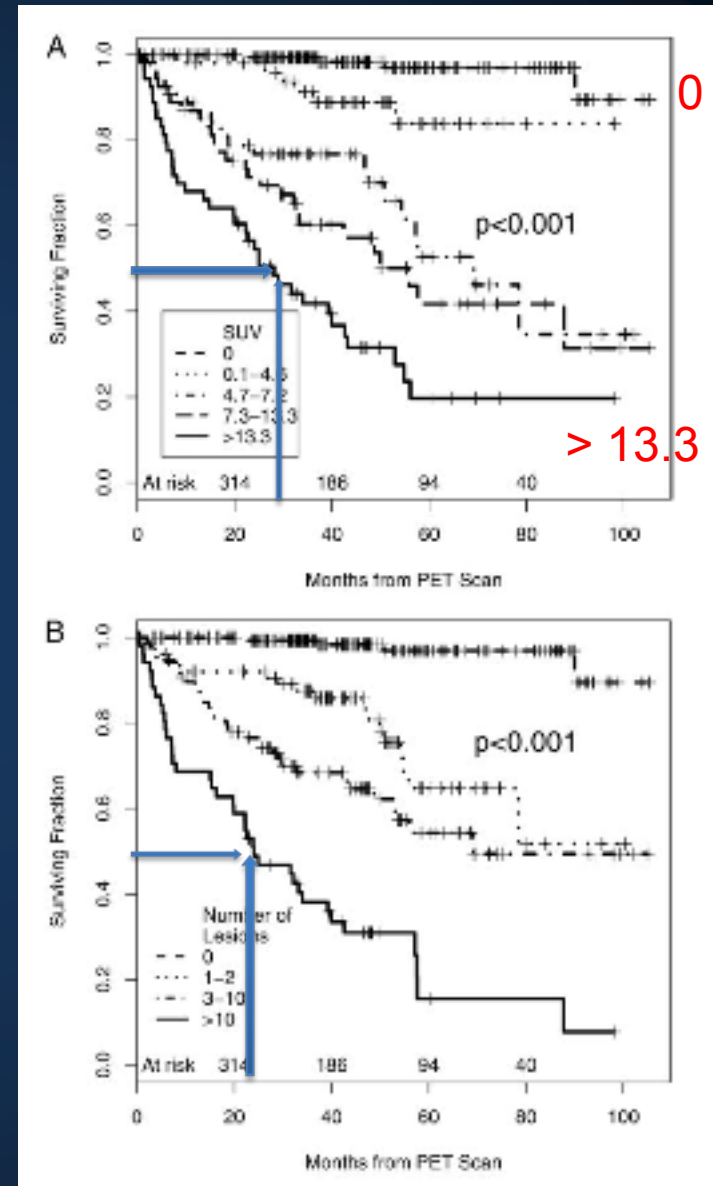 A
1.0
0
0.8
p<0.001
0.6
Surviving Fraction
0.4
SUV
0
0.1–4.6
4.7–7.2
7.3–13.3
>13.3
0.2
> 13.3
0.0
At risk 314 186 94 40
0 20 40 60 80 100
Months from PET Scan
B
1.0
0.8
p<0.001
0.6
Surviving Fraction
0.4
Number of
Lesions
0
1–2
3–10
>10
0.2
0.0
At risk 314 186 94 40
0 20 40 60 80 100
Months from PET Scan